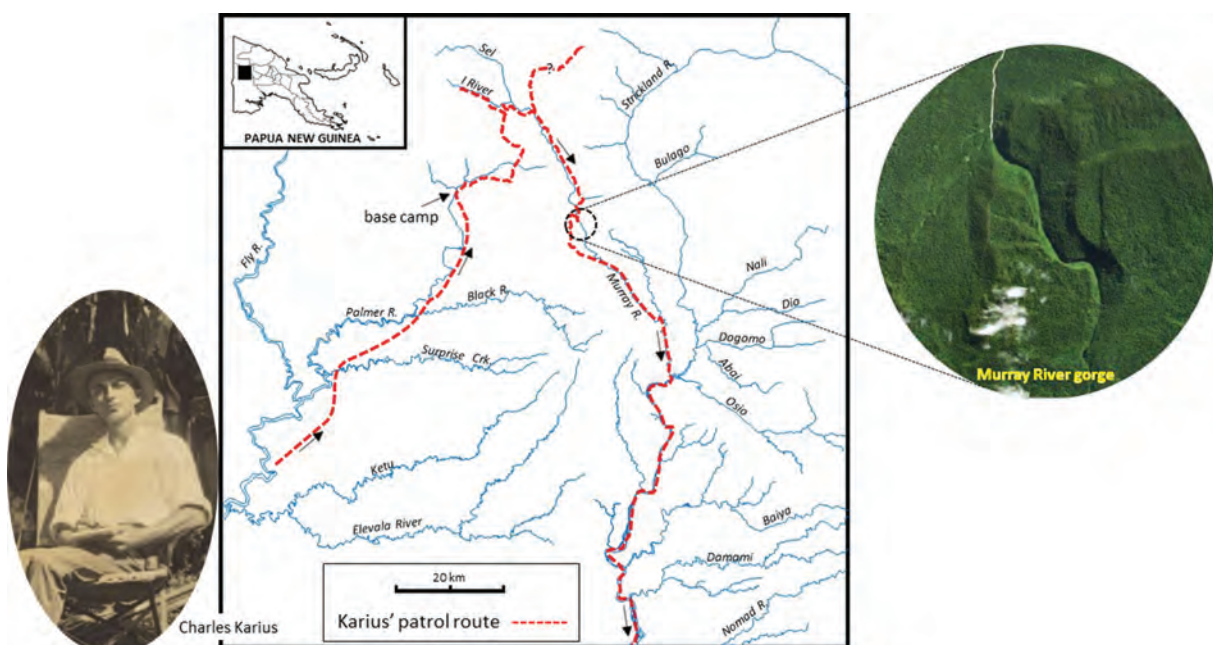 PAPUA NEW GUINEA
Sel
I River
?
Strickland R.
Bulago
base camp
Fly R.
Nali
Murray R.
Dio
Palmer R.
Black R.
Dagomo
Surprise Crk.
Abai
Osio
Murray River gorge
Ketu
Elevala River
Baiya
Damami
20 km
Nomad R.
Karius' patrol route
Charles Karius